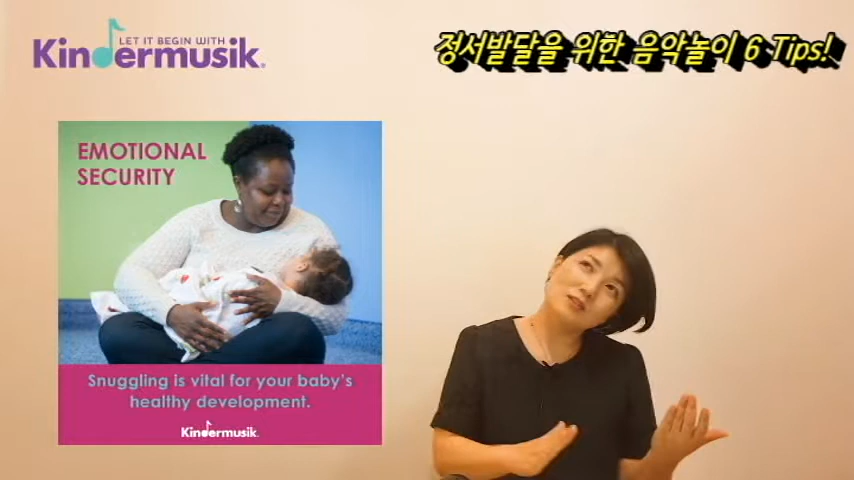 LET IT BEGIN WITH
Kindermusik®
정서발달을 위한 음악놀이 6 Tips!
EMOTIONAL
SECURITY
Snuggling is vital for your baby's
healthy development.
Kindermusik